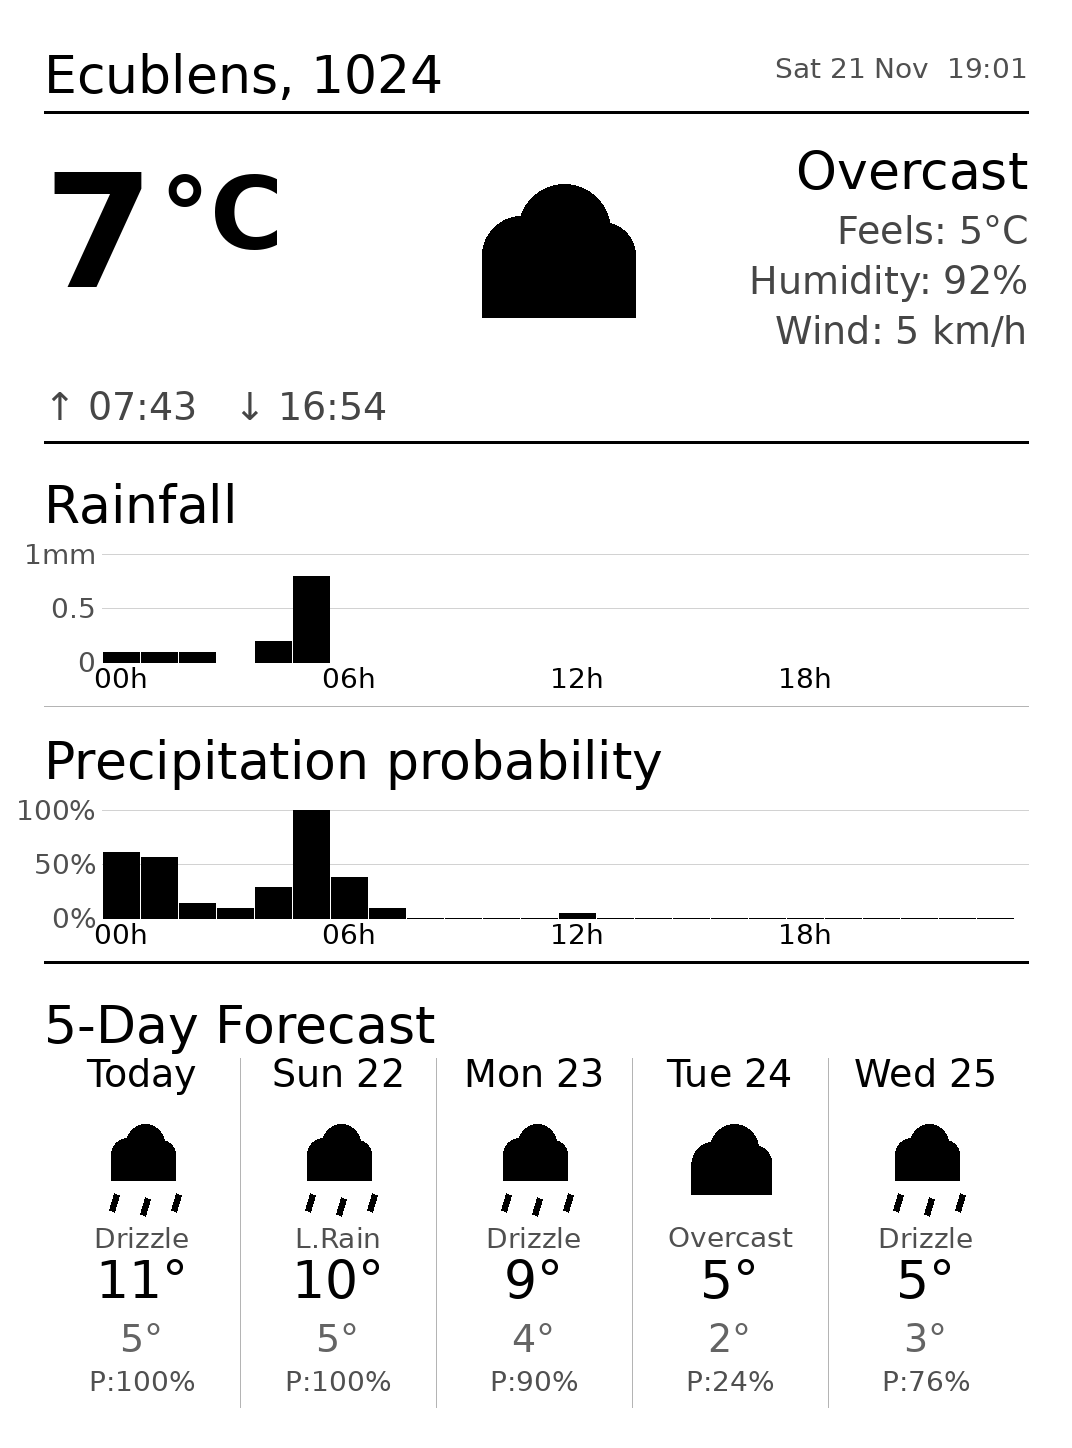 Ecublens, 1024
Sat 21 Nov 19:01
7°C
Overcast
Feels: 5°C
Humidity: 92%
Wind: 5 km/h
↑ 07:43 ↓ 16:54
Rainfall
1mm
0.5
0
00h 06h 12h 18h
Precipitation probability
100%
50%
0%
00h 06h 12h 18h
5-Day Forecast
Today Sun 22 Mon 23 Tue 24 Wed 25
Drizzle L.Rain Drizzle Overcast Drizzle
11° 10° 9° 5° 5°
5° 5° 4° 2° 3°
P:100% P:100% P:90% P:24% P:76%